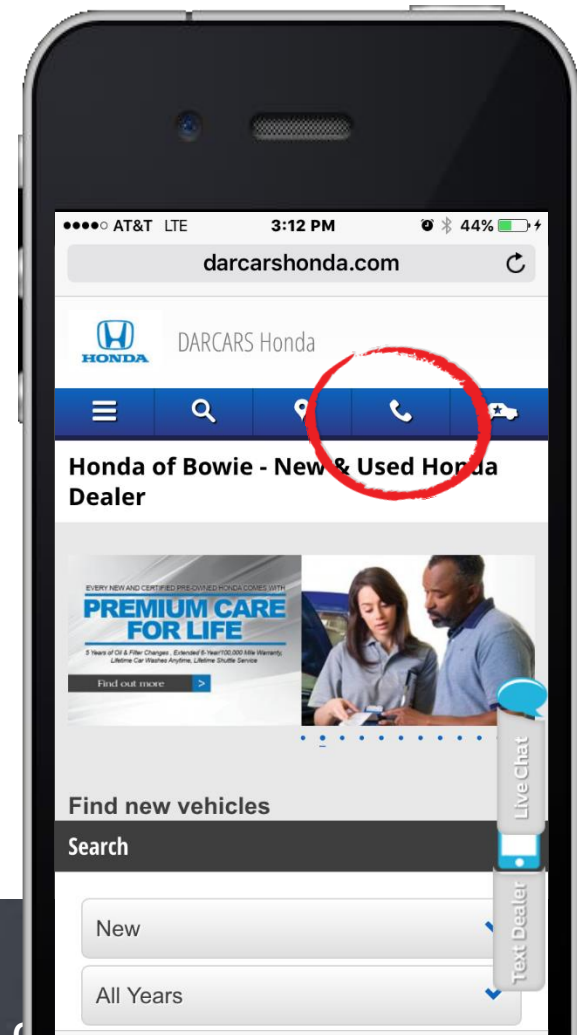 AT&T LTE 3:12 PM 44%
darcarshonda.com
HONDA
DARCARS Honda
Honda of Bowie - New & Used Honda
Dealer
EVERY NEW AND CERTIFIED PRE-OWNED HONDA COMES WITH
PREMIUM CARE
FOR LIFE
5 Years of Oil & Filter Changes , Extended 6-Year/100,000 Mile Warranty,
Lifetime Car Washes Anytime, Lifetime Shuttle Service
Find out more >
Live Chat
Find new vehicles
Search
Text Dealer
New
All Years